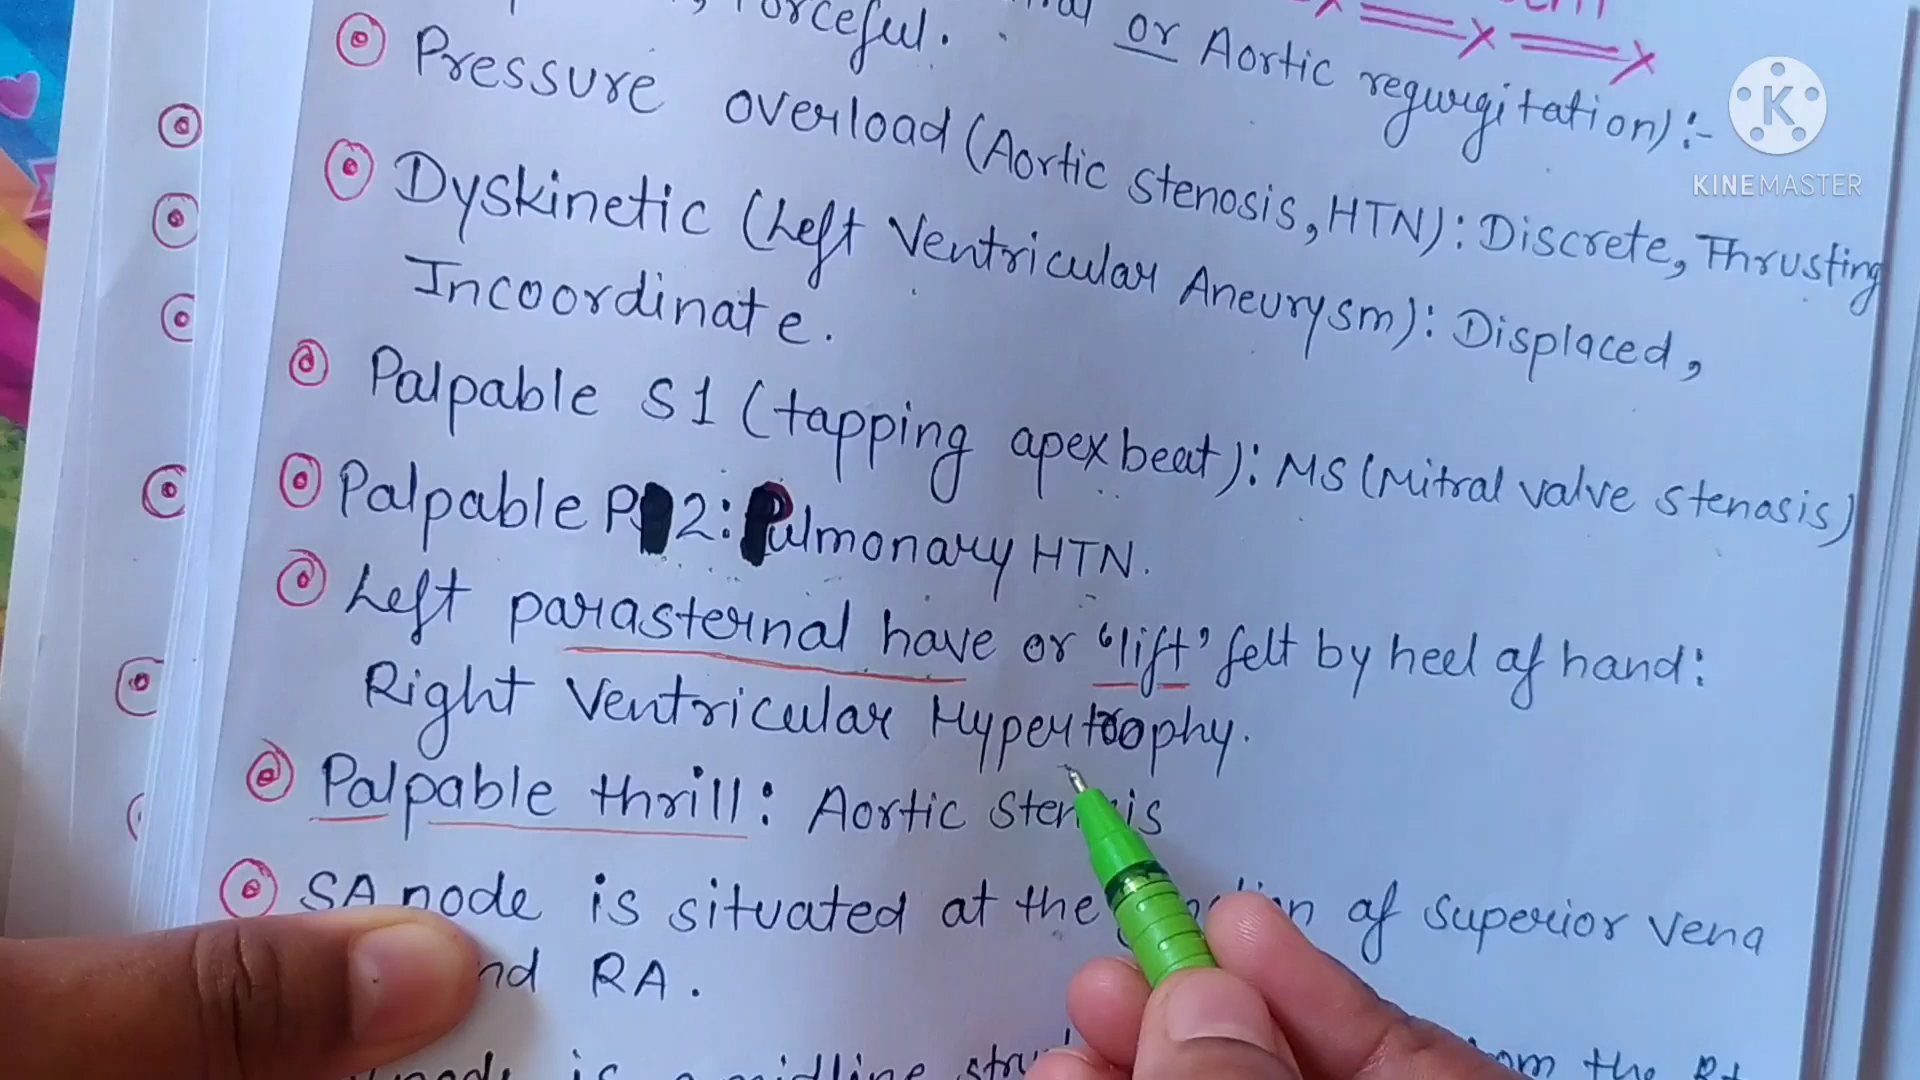 forceful.
or Aortic regurgitation):-
Pressure overload (Aortic stenosis, HTN): Discrete, Thrusting
Dyskinetic (Left Ventricular Aneurysm): Displaced,
Incoordinate.
Palpable S1 (tapping apex beat): MS (Mitral valve stenosis)
Palpable P2: Pulmonary HTN.
Left parasternal have or 'lift' felt by heel of hand:
Right Ventricular Hypertrophy.
Palpable thrill: Aortic
SA node is situated at the of superior vena
RA.
is a midline the
KINEMASTER